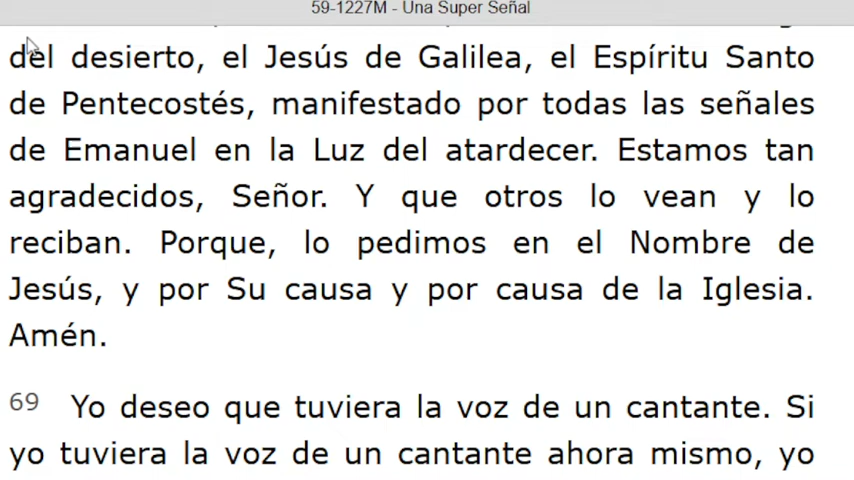 59-1227M - Una Super Señal
del desierto, el Jesús de Galilea, el Espíritu Santo
de Pentecostés, manifestado por todas las señales
de Emanuel en la Luz del atardecer. Estamos tan
agradecidos, Señor. Y que otros lo vean y lo
reciban. Porque, lo pedimos en el Nombre de
Jesús, y por Su causa y por causa de la Iglesia.
Amén.
69 Yo deseo que tuviera la voz de un cantante. Si
yo tuviera la voz de un cantante ahora mismo, yo